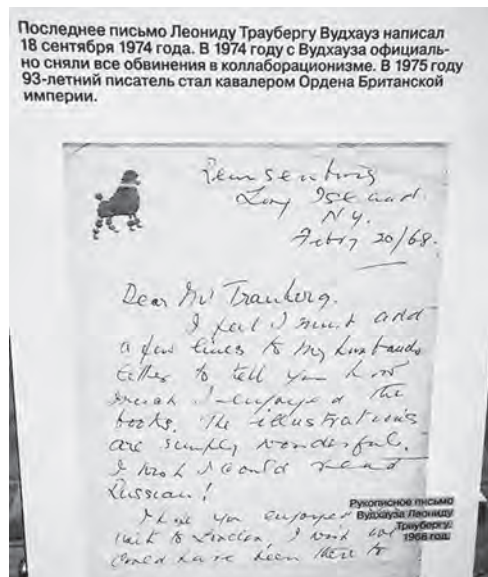 Последнее письмо Леониду Траубергу Вудхауз написал
18 сентября 1974 года. В 1974 году с Вудхауза официаль-
но сняли все обвинения в коллаборационизме. В 1975 году
93-летний писатель стал кавалером Ордена Британской
империи.
Remsenburg
Long Island.
N.Y.
20/68.
Dear Mr Trauberg.
I feel I must add
a few lines to my husbands
letter to tell you how
much I enjoyed the
books. The illustrations
are simply wonderful.
I wish I could read
Russian!
I hope you enjoyed
visit to London, I wish
could have been there to
Рукописное письмо
Вудхауза Леониду
Траубергу.
1968 год.